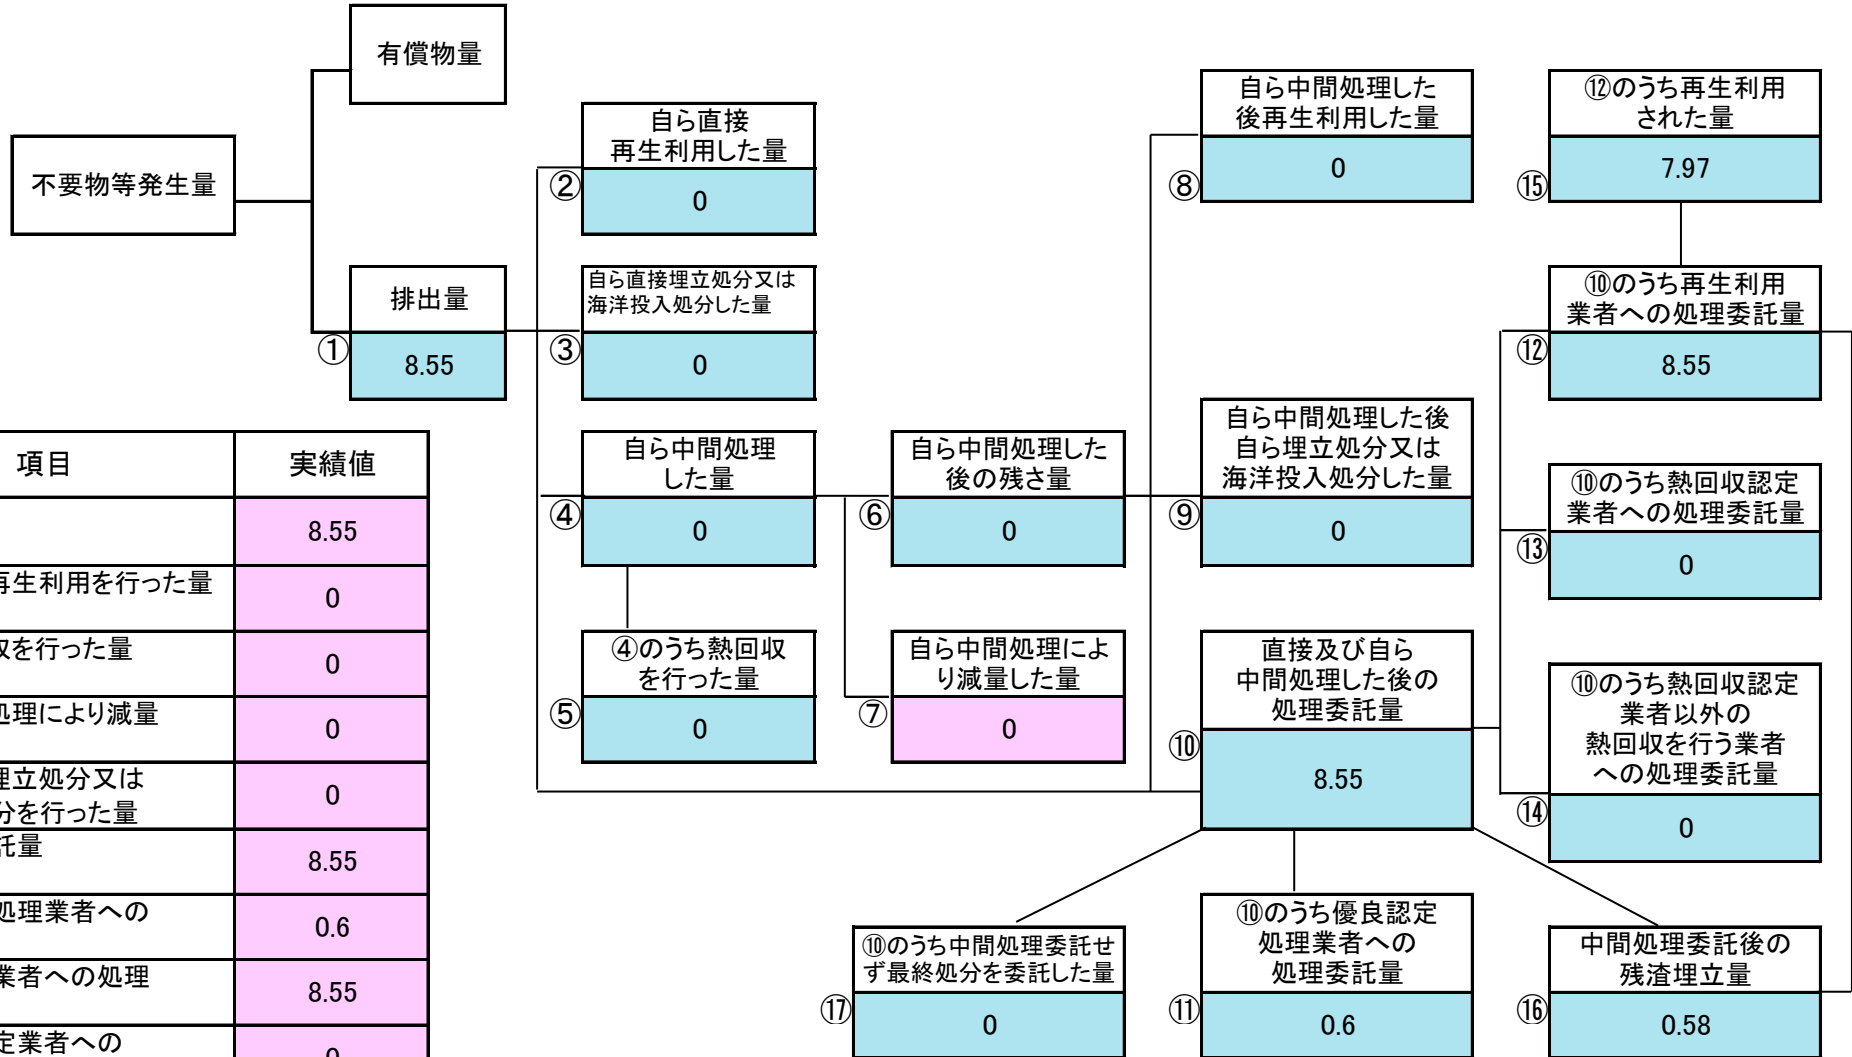 有償物量
不要物等発生量
排出量
①
8.55
自ら直接
再生利用した量
②
0
自ら直接埋立処分又は
海洋投入処分した量
③
0
自ら中間処理
した量
④
0
④のうち熱回収
を行った量
⑤
0
自ら中間処理した
後の残さ量
⑥
0
自ら中間処理によ
り減量した量
⑦
0
自ら中間処理した
後再生利用した量
⑧
0
自ら中間処理した後
自ら埋立処分又は
海洋投入処分した量
⑨
0
直接及び自ら
中間処理した後の
処理委託量
⑩
8.55
⑫のうち再生利用
された量
⑮
7.97
⑩のうち再生利用
業者への処理委託量
⑫
8.55
⑩のうち熱回収認定
業者への処理委託量
⑬
0
⑩のうち熱回収認定
業者以外の
熱回収を行う業者
への処理委託量
⑭
0
⑩のうち中間処理委託せ
ず最終処分を委託した量
⑰
0
⑩のうち優良認定
処理業者への
処理委託量
⑪
0.6
中間処理委託後の
残渣埋立量
⑯
0.58
項目 実績値
8.55
再生利用を行った量 0
を行った量 0
処理により減量 0
埋立処分又は
分を行った量 0
託量 8.55
処理業者への 0.6
業者への処理 8.55
定業者への 0